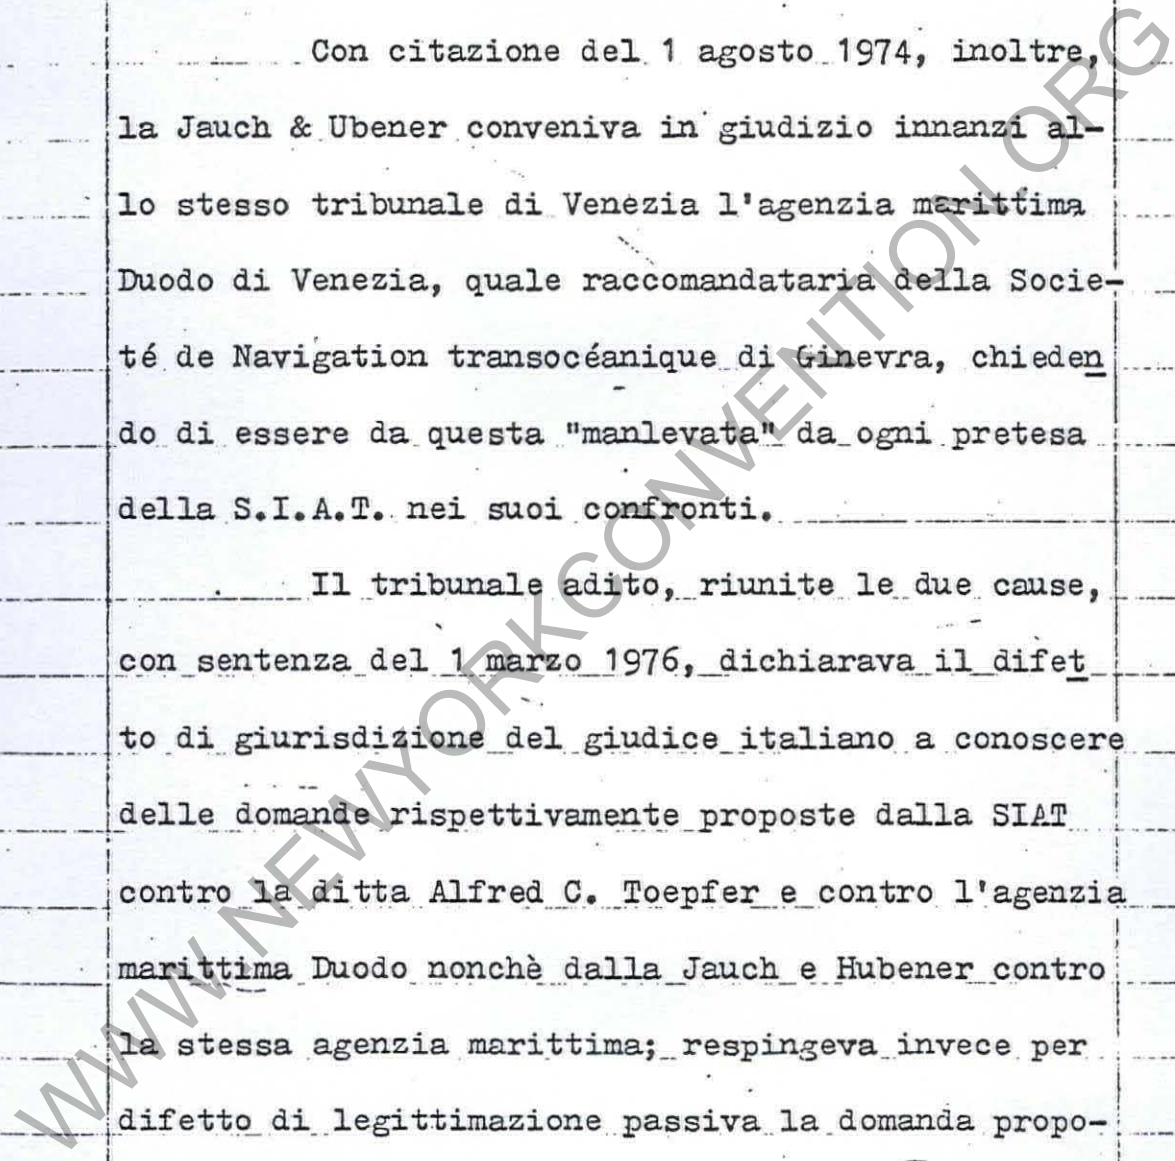 Con citazione del 1 agosto 1974, inoltre,
la Jauch & Ubener conveniva in giudizio innanzi al-
lo stesso tribunale di Venezia l'agenzia marittima
Duodo di Venezia, quale raccomandataria della Socie-
té de Navigation transocéanique di Ginevra, chieden
do di essere da questa "manlevata" da ogni pretesa
della S.I.A.T. nei suoi confronti.
Il tribunale adito, riunite le due cause,
con sentenza del 1 marzo 1976, dichiarava il difet
to di giurisdizione del giudice italiano a conoscere
delle domande rispettivamente proposte dalla SIAT
contro la ditta Alfred C. Toepfer e contro l'agenzia
marittima Duodo nonchè dalla Jauch e Hubener contro
la stessa agenzia marittima; respingeva invece per
difetto di legittimazione passiva la domanda propo-
WWW.NEWYORKCONVENTION.ORG